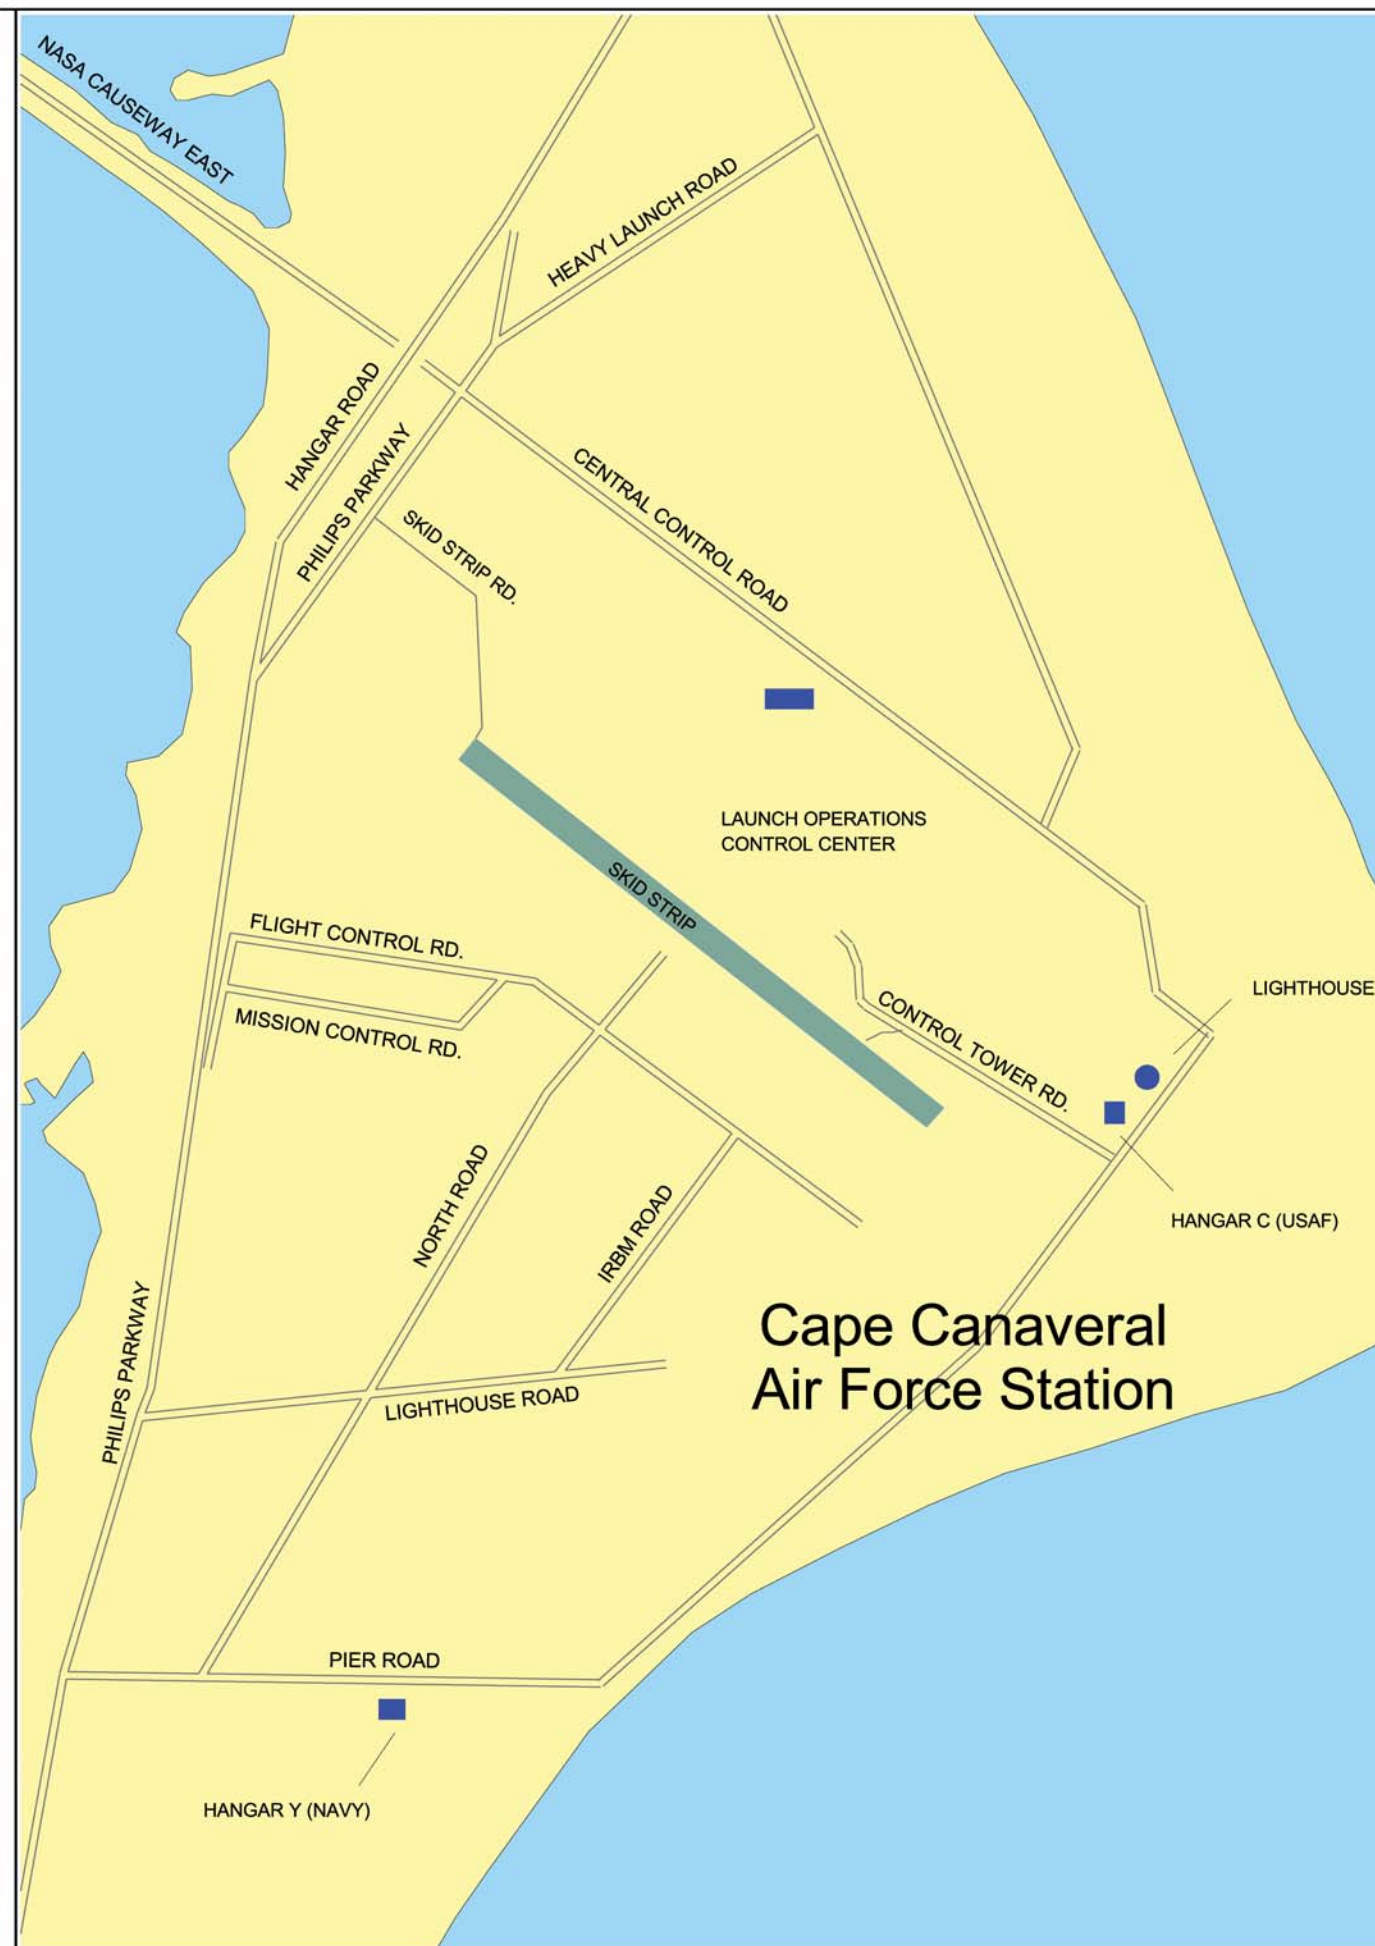 NASA CAUSEWAY EAST
HEAVY LAUNCH ROAD
HANGAR ROAD
PHILIPS PARKWAY
CENTRAL CONTROL ROAD
SKID STRIP RD.
LAUNCH OPERATIONS
CONTROL CENTER
SKID STRIP
FLIGHT CONTROL RD.
MISSION CONTROL RD.
LIGHTHOUSE
CONTROL TOWER RD.
NORTH ROAD
IRBM ROAD
HANGAR C (USAF)
Cape Canaveral
Air Force Station
PHILIPS PARKWAY
LIGHTHOUSE ROAD
PIER ROAD
HANGAR Y (NAVY)